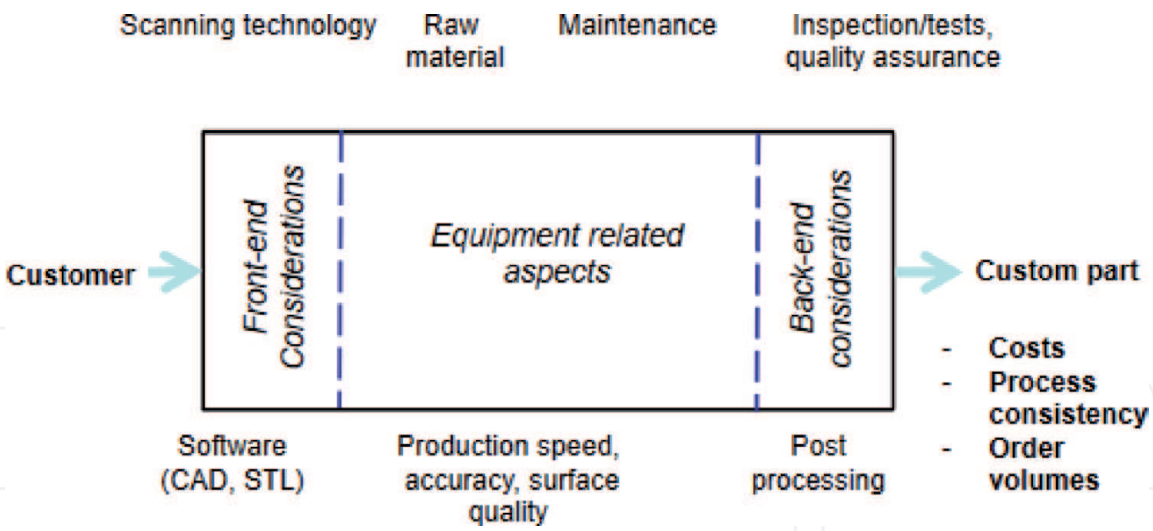 Scanning technology
Raw
material
Maintenance
Inspection/tests,
quality assurance
Customer
Front-end
Considerations
Equipment related
aspects
Back-end
considerations
Custom part
- Costs
- Process
consistency
- Order
volumes
Software
(CAD, STL)
Production speed,
accuracy, surface
quality
Post
processing